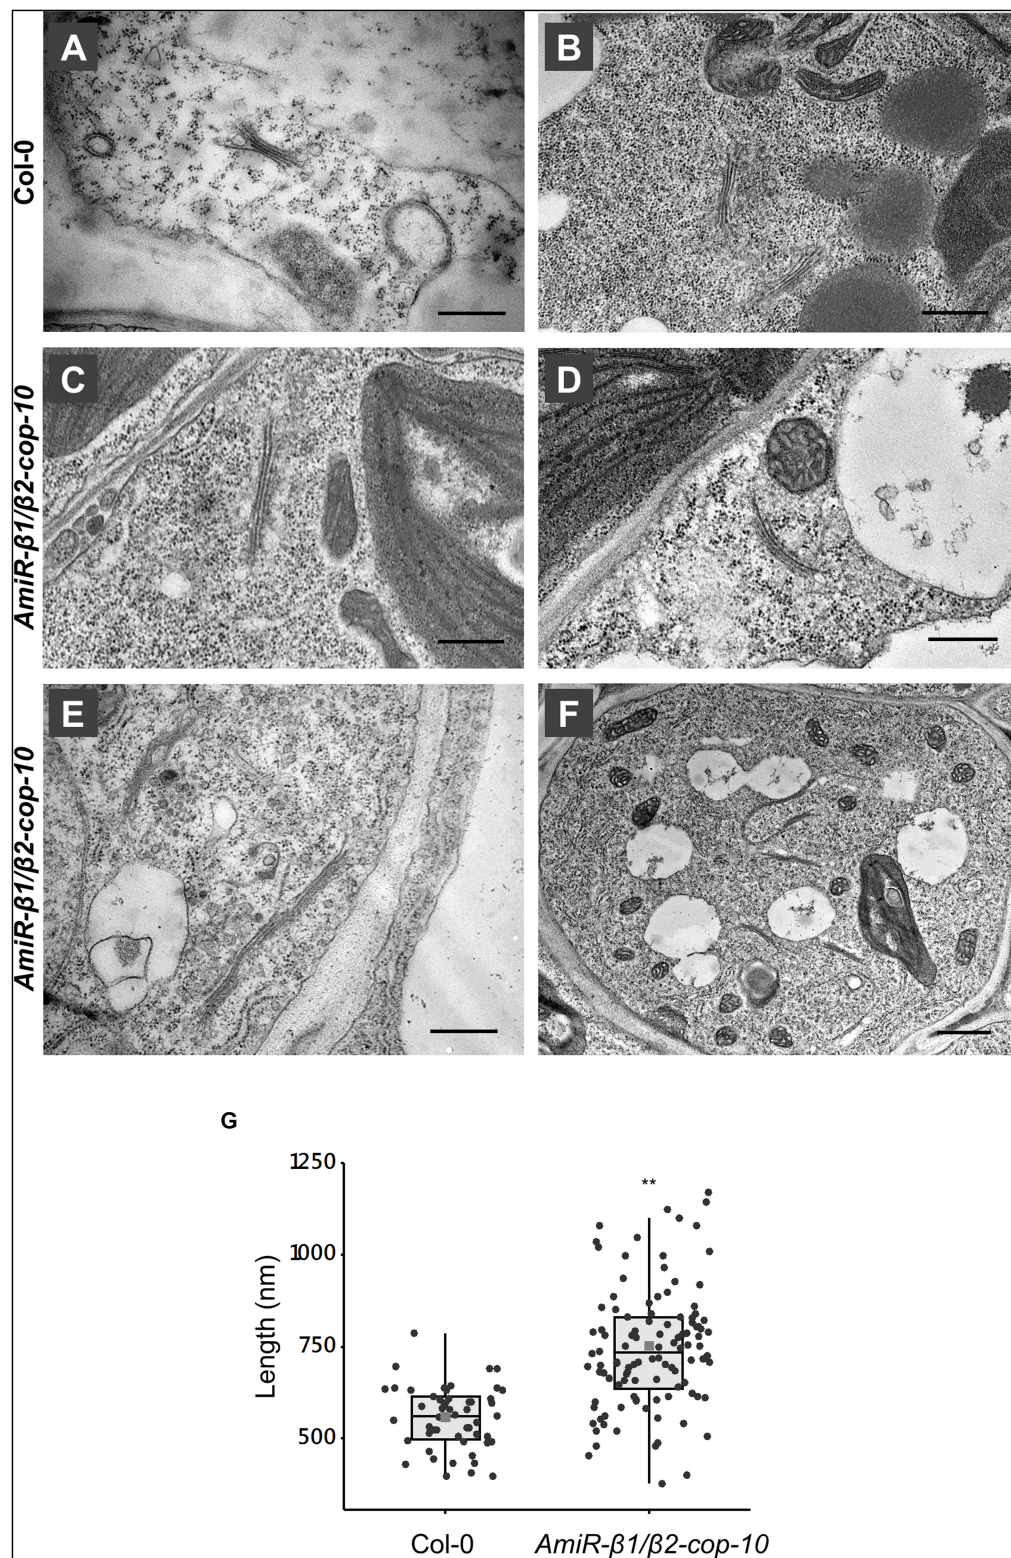 A
B
Col-0
C
D
AmiR-β1/β2-cop-10
E
F
AmiR-β1/β2-cop-10
G
1250
**
1000
750
500
Length (nm)
Col-0
AmiR-β1/β2-cop-10